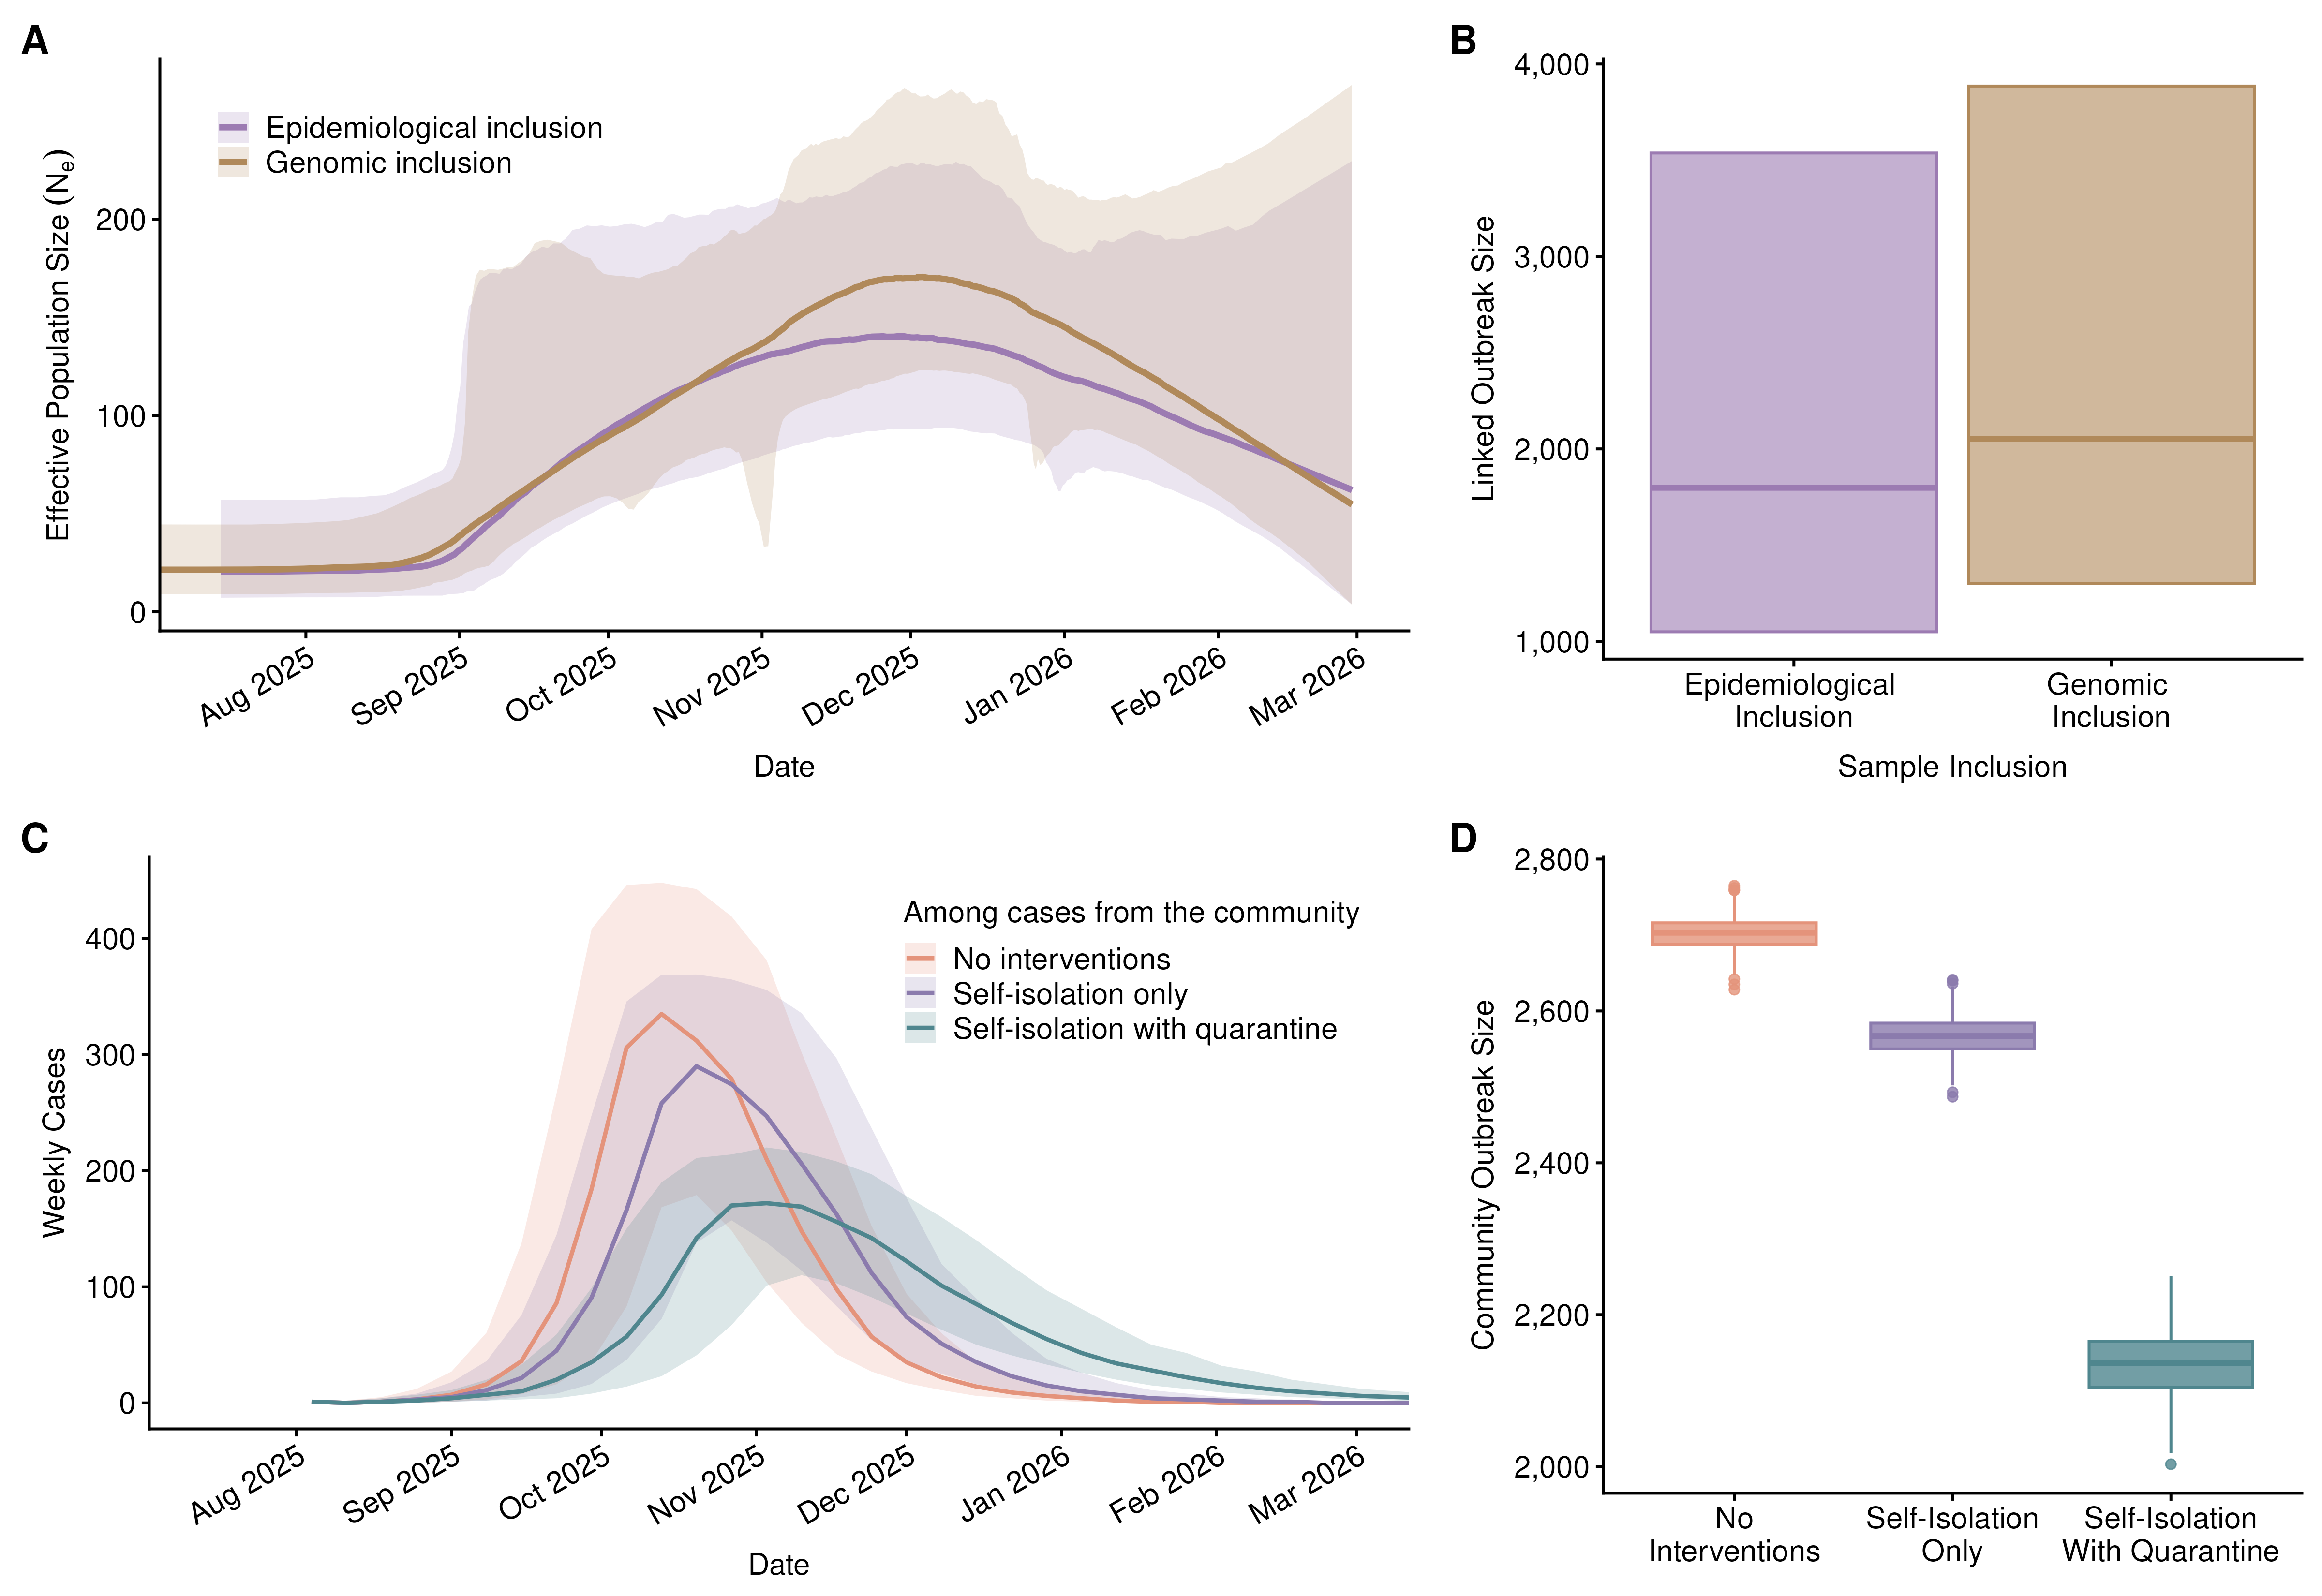 A
Effective Population Size (Ne)
200
100
0
Epidemiological inclusion
Genomic inclusion
Aug 2025
Sep 2025
Oct 2025
Nov 2025
Dec 2025
Jan 2026
Feb 2026
Mar 2026
Date
B
Linked Outbreak Size
4,000
3,000
2,000
1,000
Epidemiological
Inclusion
Genomic
Inclusion
Sample Inclusion
C
Weekly Cases
400
300
200
100
0
Among cases from the community
No interventions
Self-isolation only
Self-isolation with quarantine
Aug 2025
Sep 2025
Oct 2025
Nov 2025
Dec 2025
Jan 2026
Feb 2026
Mar 2026
Date
D
Community Outbreak Size
2,800
2,600
2,400
2,200
2,000
No
Interventions
Self-Isolation
Only
Self-Isolation
With Quarantine